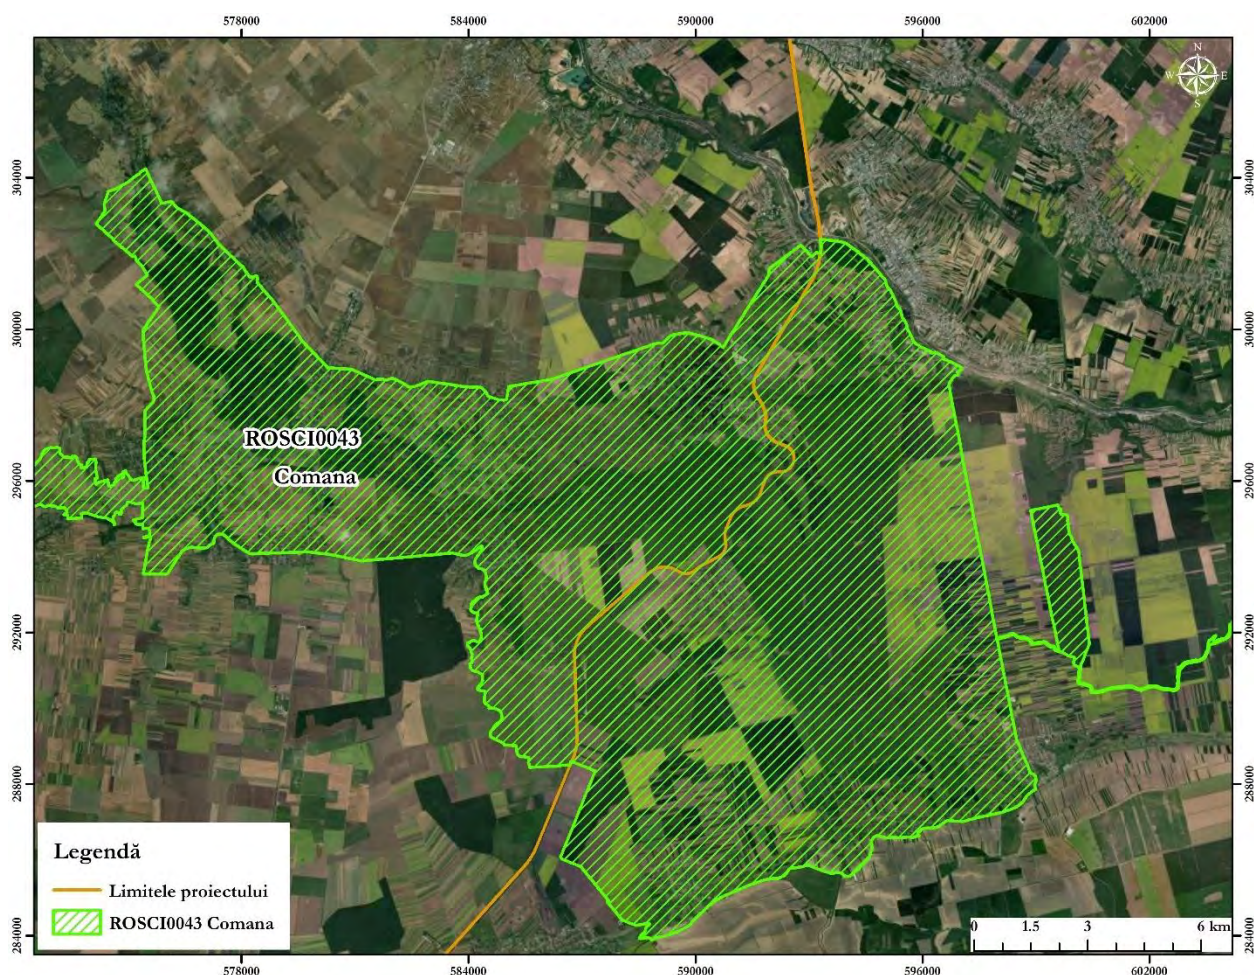 578000 584000 590000 596000 602000
N
W E
S
304000 304000
300000 300000
ROSCI0043
Comana
296000 296000
292000 292000
288000 288000
Legendă
Limitele proiectului
ROSCI0043 Comana
284000 284000
0 1.5 3 6 km
578000 584000 590000 596000 602000